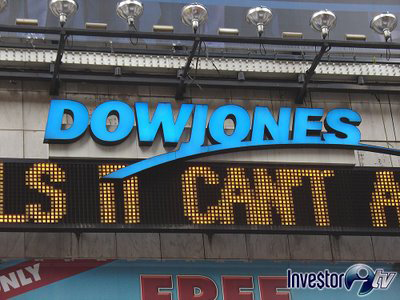 DOWJONES
LS IT CAN'T A
ONLY
FREE
Investor tv